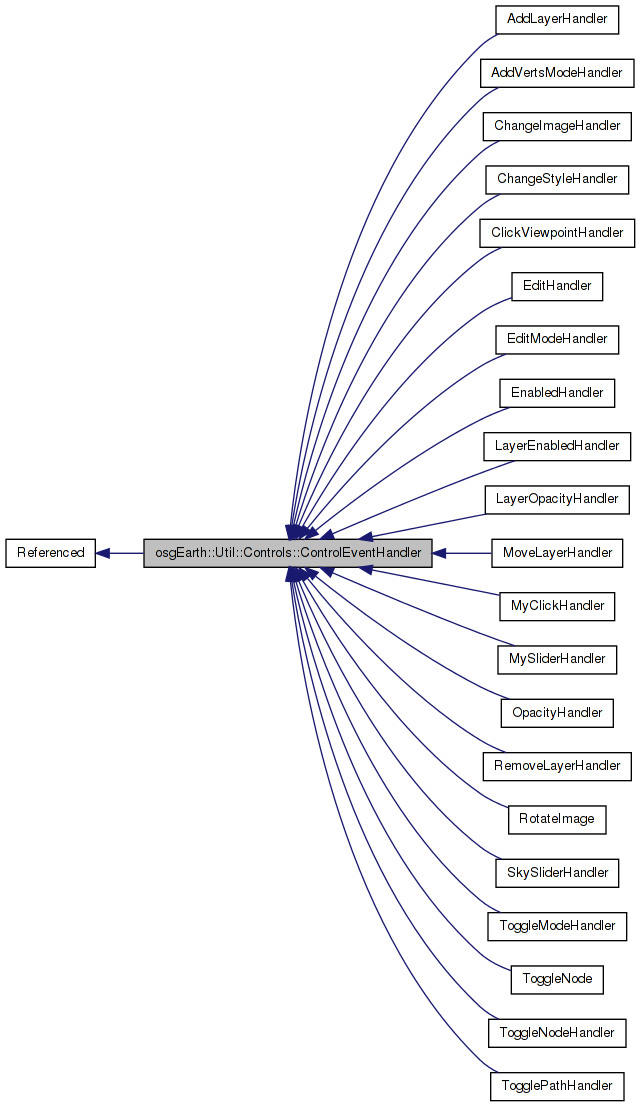 AddLayerHandler
AddVertsModeHandler
ChangeImageHandler
ChangeStyleHandler
ClickViewpointHandler
EditHandler
EditModeHandler
EnabledHandler
LayerEnabledHandler
LayerOpacityHandler
Referenced
osgEarth::Util::Controls::ControlEventHandler
MoveLayerHandler
MyClickHandler
MySliderHandler
OpacityHandler
RemoveLayerHandler
RotateImage
SkySliderHandler
ToggleModeHandler
ToggleNode
ToggleNodeHandler
TogglePathHandler